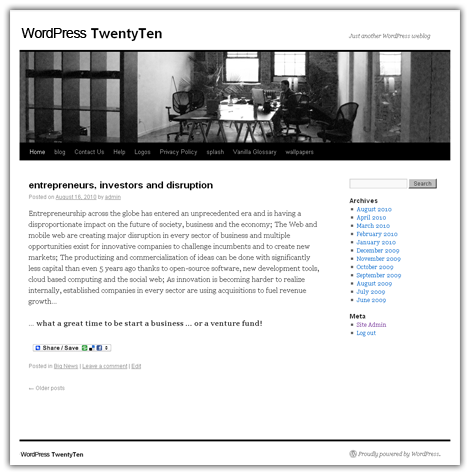 WordPress TwentyTen
Just another WordPress weblog
Home blog Contact Us Help Logos Privacy Policy splash Vanilla Glossary wallpapers
entrepreneurs, investors and disruption
Posted on August 16, 2010 by admin
Entrepreneurship across the globe has entered an unprecedented era and is having a
disproportionate impact on the future of society, business and the economy; The Web and
mobile web are creating major disruption in every sector of business and multiple
opportunities exist for innovative companies to challenge incumbents and to create new
markets; The productizing and commercialization of ideas can be done with significantly
less capital than even 5 years ago thanks to open-source software, new development tools,
cloud based computing and the social web; As innovation is becoming harder to realize
internally, established companies in every sector are using acquisitions to fuel revenue
growth...
... what a great time to be start a business ... or a venture fund!
Share / Save
Posted in Big News | Leave a comment | Edit
← Older posts
Search
Archives
August 2010
April 2010
March 2010
February 2010
January 2010
December 2009
November 2009
October 2009
September 2009
August 2009
July 2009
June 2009
Meta
Site Admin
Log out
WordPress TwentyTen
Proudly powered by WordPress.